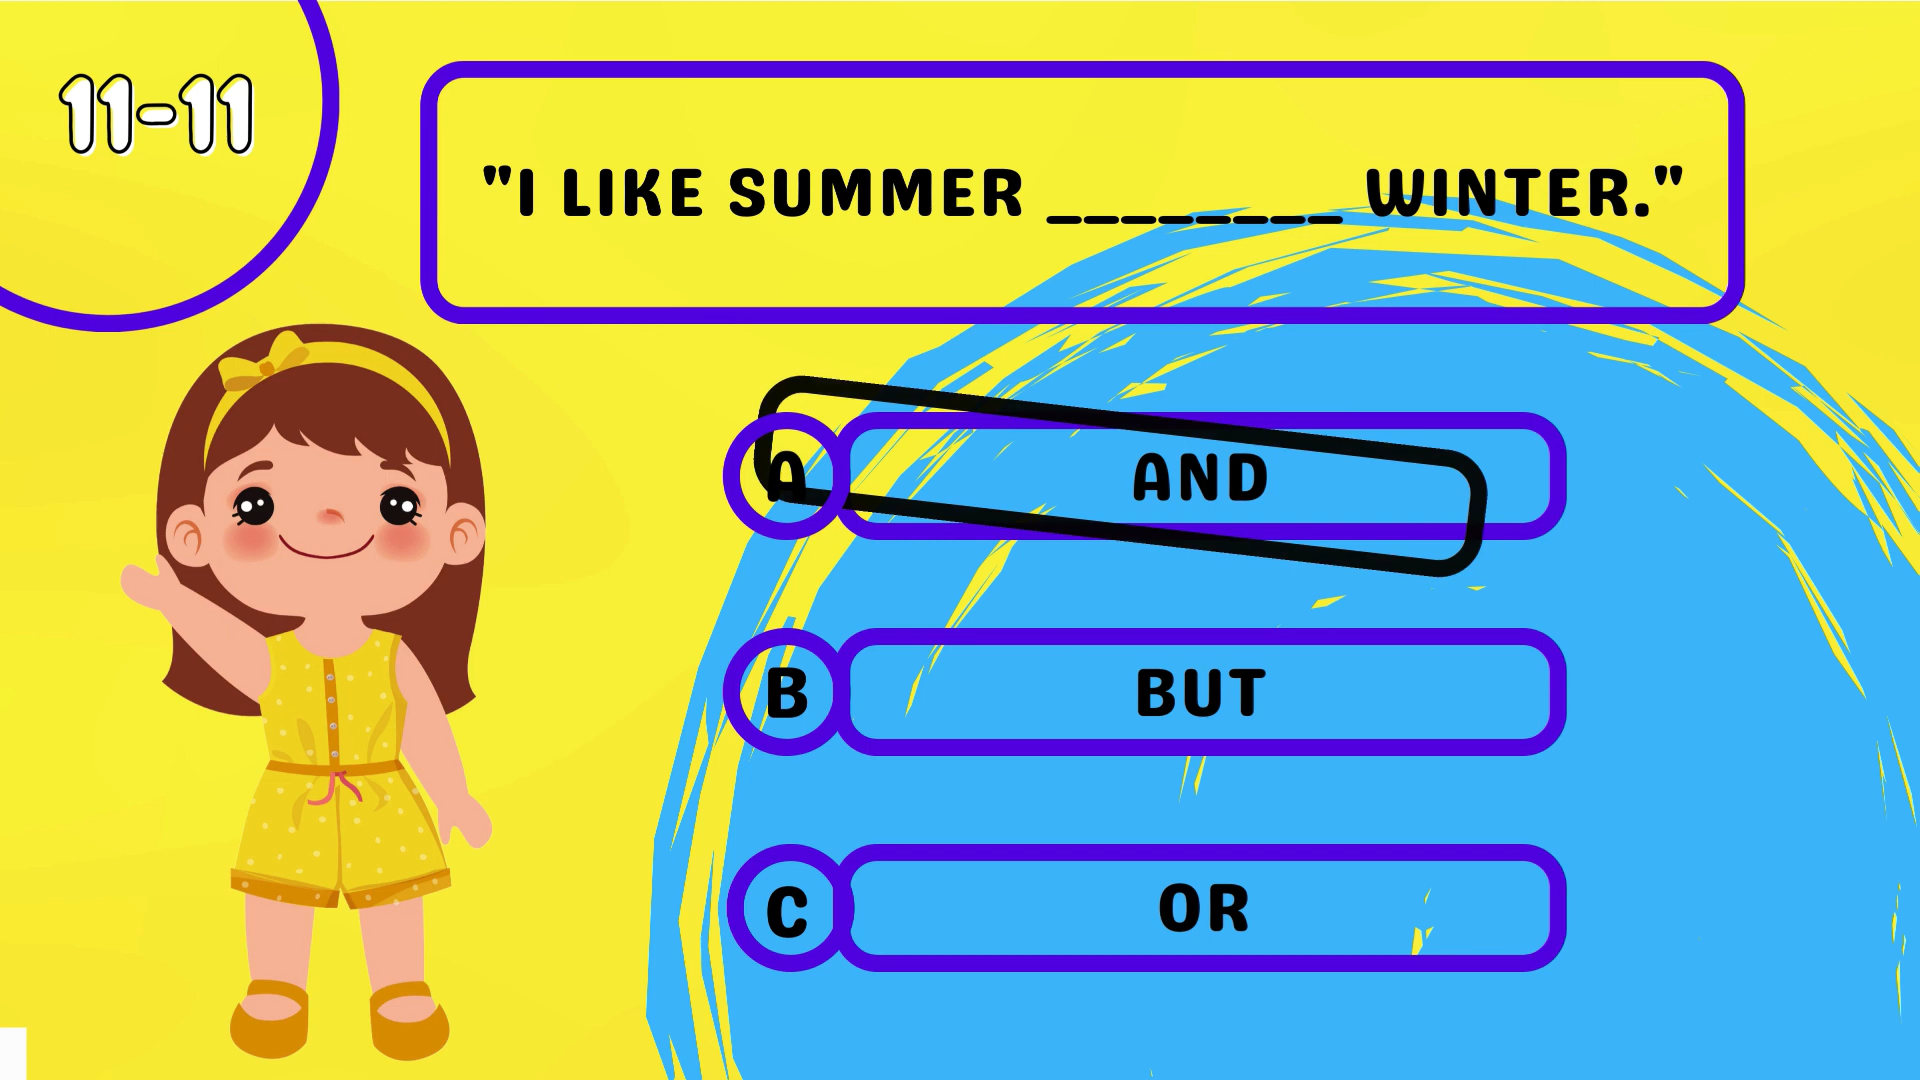 11-11
"I LIKE SUMMER ________ WINTER."
A AND
B BUT
C OR